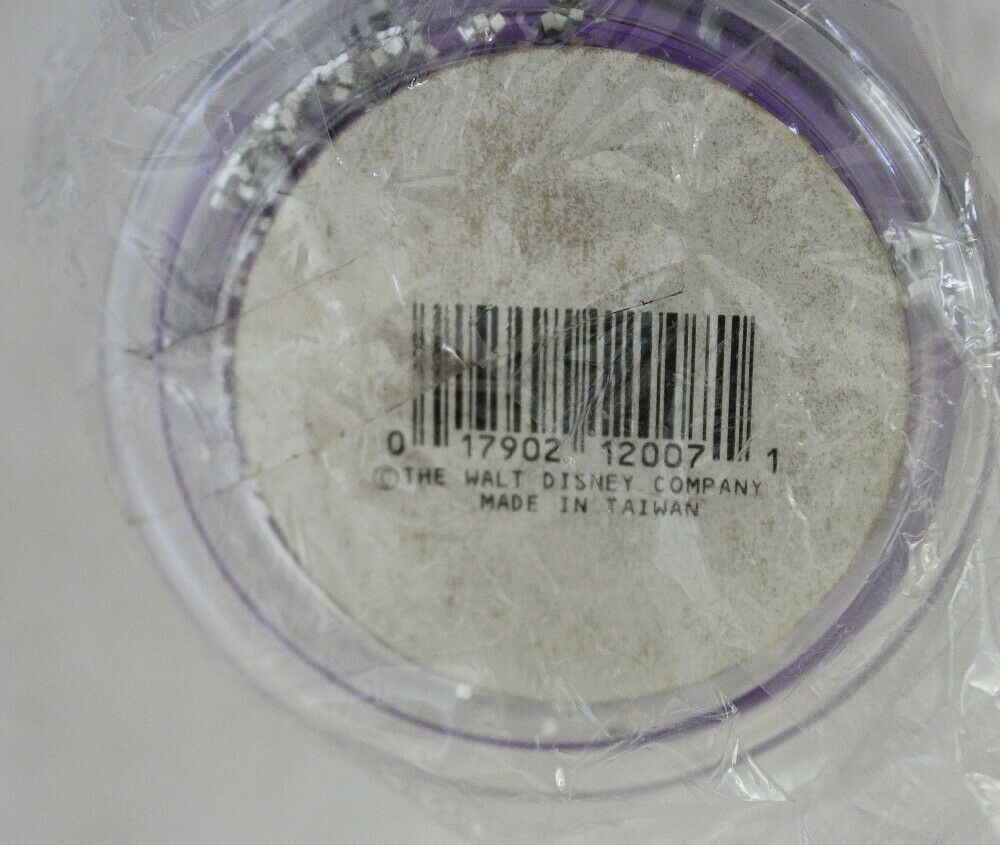 0 17902 12007 1
©THE WALT DISNEY COMPANY
MADE IN TAIWAN